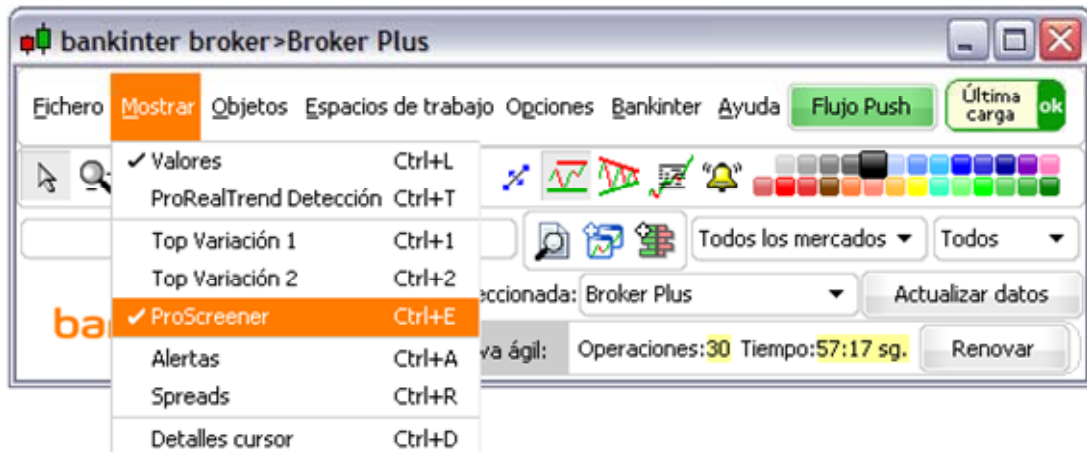 bankinter broker>Broker Plus
Fichero Mostrar Objetos Espacios de trabajo Opciones Bankinter Ayuda Flujo Push Última carga ok
Valores Ctrl+L
ProRealTrend Detección Ctrl+T
Top Variación 1 Ctrl+1
Todos los mercados Todos
Top Variación 2 Ctrl+2
eccionada: Broker Plus Actualizar datos
ba
ProScreener Ctrl+E
va ágil: Operaciones:30 Tiempo:57:17 sg. Renovar
Alertas Ctrl+A
Spreads Ctrl+R
Detalles cursor Ctrl+D